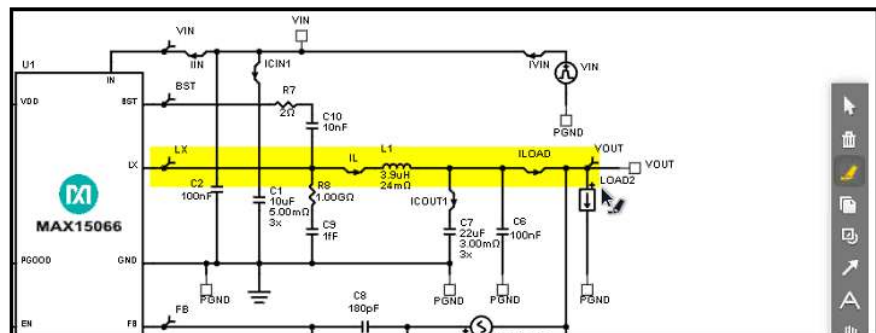 VIN
VIN
IIN
ICIN1
IVIN
VIN
U1
IN
VDD
BST
BST
R7
2Ω
C10
10nF
PGND
LX
LX
IL
L1
3.9uH
24mΩ
ILOAD
VOUT
VOUT
LOAD2
C2
100nF
C1
10uF
5.00mΩ
3x
R8
1.00GΩ
C9
1fF
ICOUT1
C7
22uF
3.00mΩ
3x
C6
100nF
MAX15066
PGOOD
GND
PGND
PGND
PGND
PGND
C8
180pF
FB
EN
FB